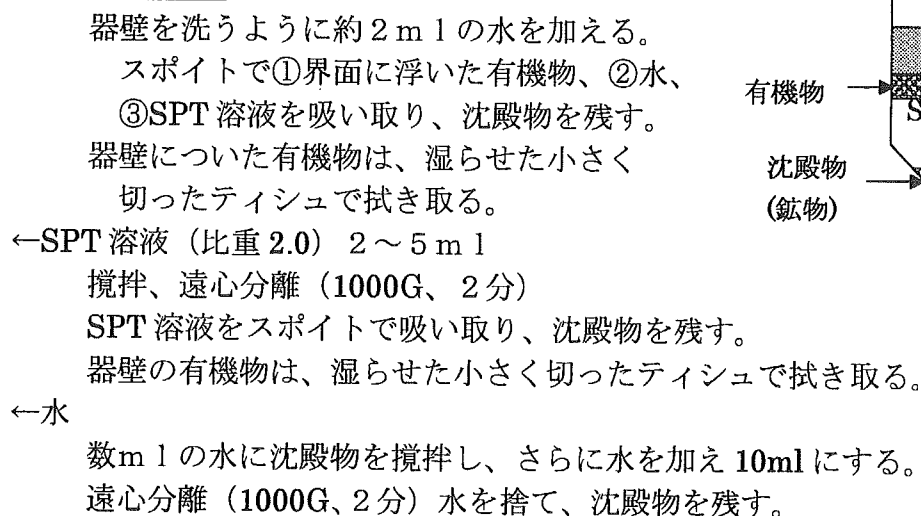 器壁を洗うように約２ｍｌの水を加える。
スポイトで①界面に浮いた有機物、②水、
③SPT 溶液を吸い取り、沈殿物を残す。
器壁についた有機物は、湿らせた小さく
切ったティシュで拭き取る。
有機物
沈殿物
(鉱物)
←SPT 溶液（比重 2.0）２～５ｍｌ
撹拌、遠心分離（1000G、２分）
SPT 溶液をスポイトで吸い取り、沈殿物を残す。
器壁の有機物は、湿らせた小さく切ったティシュで拭き取る。
←水
数ｍｌの水に沈殿物を撹拌し、さらに水を加え 10ml にする。
遠心分離（1000G、２分）水を捨て、沈殿物を残す。